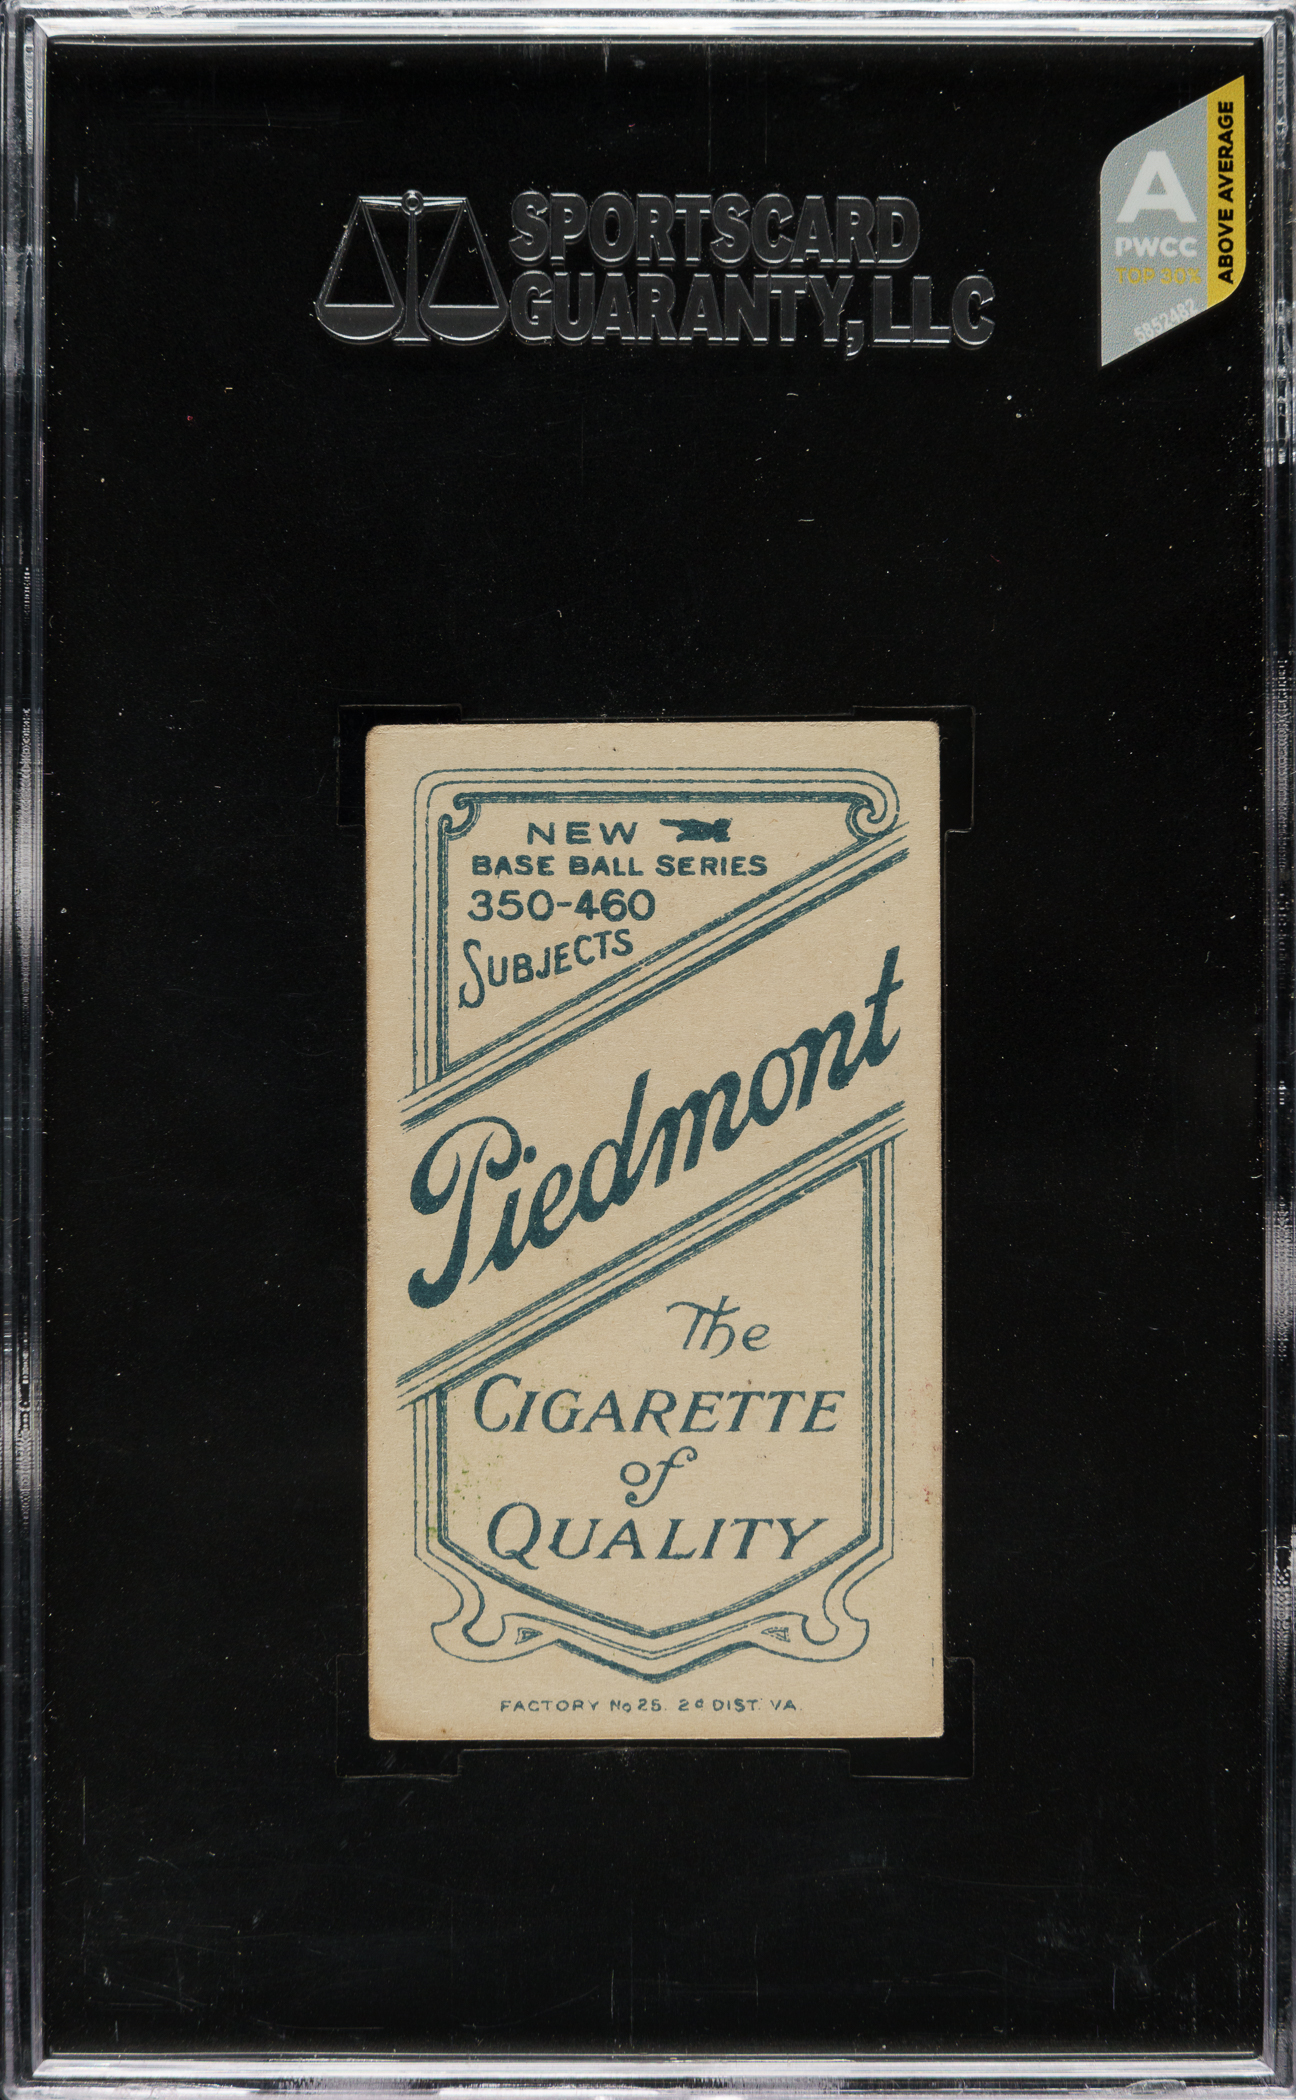 SPORTSCARD
GUARANTY, LLC
A
PWCC
TOP 30%
ABOVE AVERAGE
5852482
NEW
BASE BALL SERIES
350-460
SUBJECTS
Piedmont
The
CIGARETTE
of
QUALITY
FACTORY No 25. 2d DIST. VA.